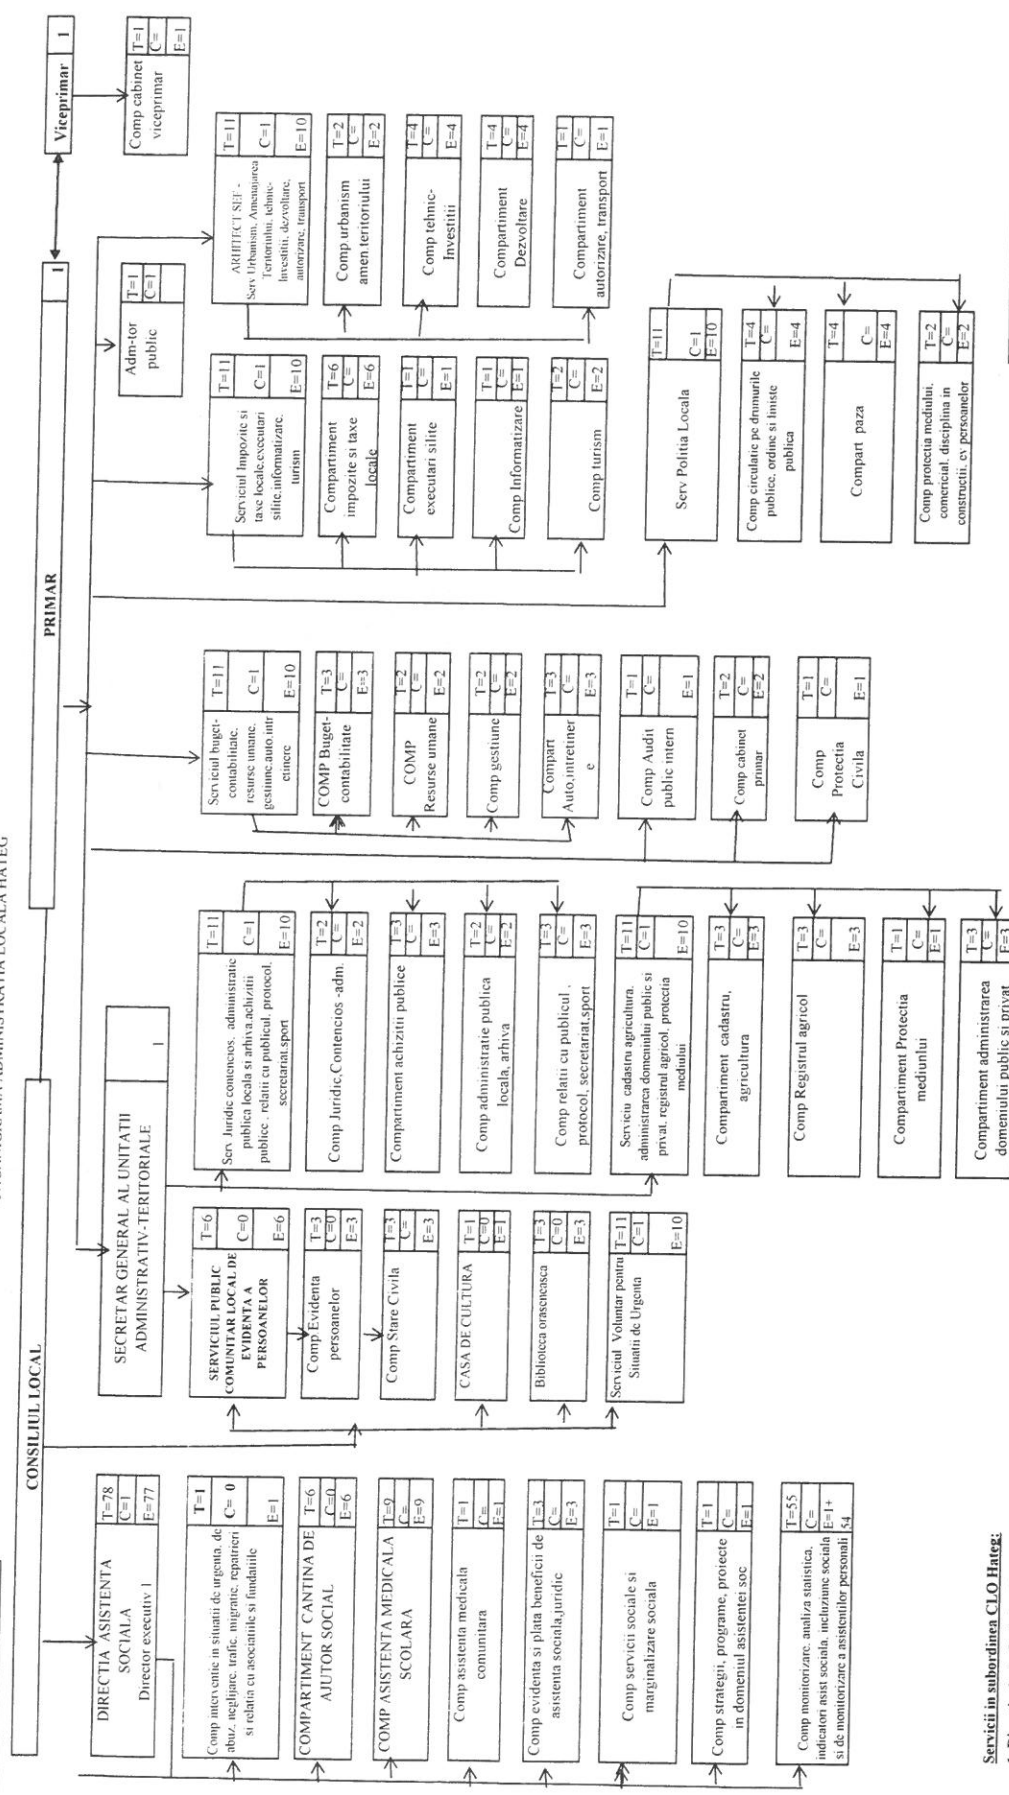 ORGANIGRAMA ADMINISTRATIA LOCALA HATEG
CONSILIUL LOCAL
PRIMAR
1
Viceprimar
1
Comp cabinet
viceprimar
T=1
C=
E=1
Adm-tor
public
T=1
C=1
SECRETAR GENERAL AL UNITATII
ADMINISTRATIV-TERITORIALE
1
DIRECTIA ASISTENTA
SOCIALA
Director executiv 1
T=78
C=1
E=77
Comp interventie in situatii de urgenta, de
abuz, neglijare, trafic, migratie, repatrieri
si relatia cu asociatiile si fundatiile
T=1
C= 0
E=1
COMPARTIMENT CANTINA DE
AJUTOR SOCIAL
T=6
C=0
E=6
COMP ASISTENTA MEDICALA
SCOLARA
T=9
C=
E=9
Comp asistenta medicala
comunitara
T=1
C=
E=1
Comp evidenta si plata beneficii de
asistenta sociala,juridic
T=3
C=
E=3
Comp servicii sociale si
marginalizare sociala
T=1
C=
E=1
Comp strategii, programe, proiecte
in domeniul asistentei soc
T=1
C=
E=1
Comp monitorizare, analiza statistica,
indicatori asist sociala, incluziune sociala
si de monitorizare a asistentilor personali
T=55
C=
E=1+
54
SERVICIUL PUBLIC
COMUNITAR LOCAL DE
EVIDENTA A
PERSOANELOR
T=6
C=0
E=6
Comp Evidenta
persoanelor
T=3
C=0
E=3
Comp Stare Civila
T=3
C=
E=3
CASA DE CULTURA
T=1
C=0
E=1
Biblioteca oraseneasca
T=3
C=0
E=3
Serviciul Voluntar pentru
Situatii de Urgenta
T=11
C=1
E=10
Serv Juridic contencios, administratie
publica locala si arhiva,achizitii
publice , relatii cu publicul, protocol,
secretariat,sport
T=11
C=1
E=10
Comp Juridic,Contencios -adm.
T=2
C=
E=2
Compartiment achizitii publice
T=3
C=
E=3
Comp administratie publica
locala, arhiva
T=2
C=
E=2
Comp relatii cu publicul ,
protocol, secretariat,sport
T=3
C=
E=3
Serviciu cadastru agricultura,
administrarea domeniului public si
privat, registrul agricol, protectia
mediului
T=11
C=1
E=10
Compartiment cadastru,
agricultura
T=3
C=
E=3
Comp Registrul agricol
T=3
C=
E=3
Compartiment Protectia
mediunlui
T=1
C=
E=1
Compartiment administrarea
domeniului public si privat
T=3
C=
E=3
Serviciul buget-
contabilitate,
resurse umane,
gestiune,auto,intr
etinere
T=11
C=1
E=10
COMP Buget-
contabilitate
T=3
C=
E=3
COMP
Resurse umane
T=2
C=
E=2
Comp gestiune
T=2
C=
E=2
Compart
Auto,intretiner
e
T=3
C=
E=3
Comp Audit
public intern
T=1
C=
E=1
Comp cabinet
primar
T=2
C=
E=2
Comp
Protectia
Civila
T=1
C=
E=1
Serviciul Impozite si
taxe locale,executari
silite,informatizare,
turism
T=11
C=1
E=10
Compartiment
impozite si taxe
locale
T=6
C=
E=6
Compartiment
executari silite
T=1
C=
E=1
Comp Informatizare
T=1
C=
E=1
Comp turism
T=2
C=
E=2
ARHITECT SEF -
Serv Urbanism, Amenajarea
Teritoriului, tehnic-
Investitii, dezvoltare,
autorizare, transport
T=11
C=1
E=10
Comp urbanism
amen.teritoriului
T=2
C=
E=2
Comp tehnic-
Investitii
T=4
C=
E=4
Compartiment
Dezvoltare
T=4
C=
E=4
Compartiment
autorizare, transport
T=1
C=
E=1
Serv Politia Locala
T=11
C=1
E=10
Comp circulatie pe drumurile
publice, ordine si liniste
publica
T=4
C=
E=4
Compart paza
T=4
C=
E=4
Comp protectia mediului,
comercial, disciplina in
constructii, ev persoanelor
T=2
C=
E=2
Servicii in subordinea CLO Hateg: